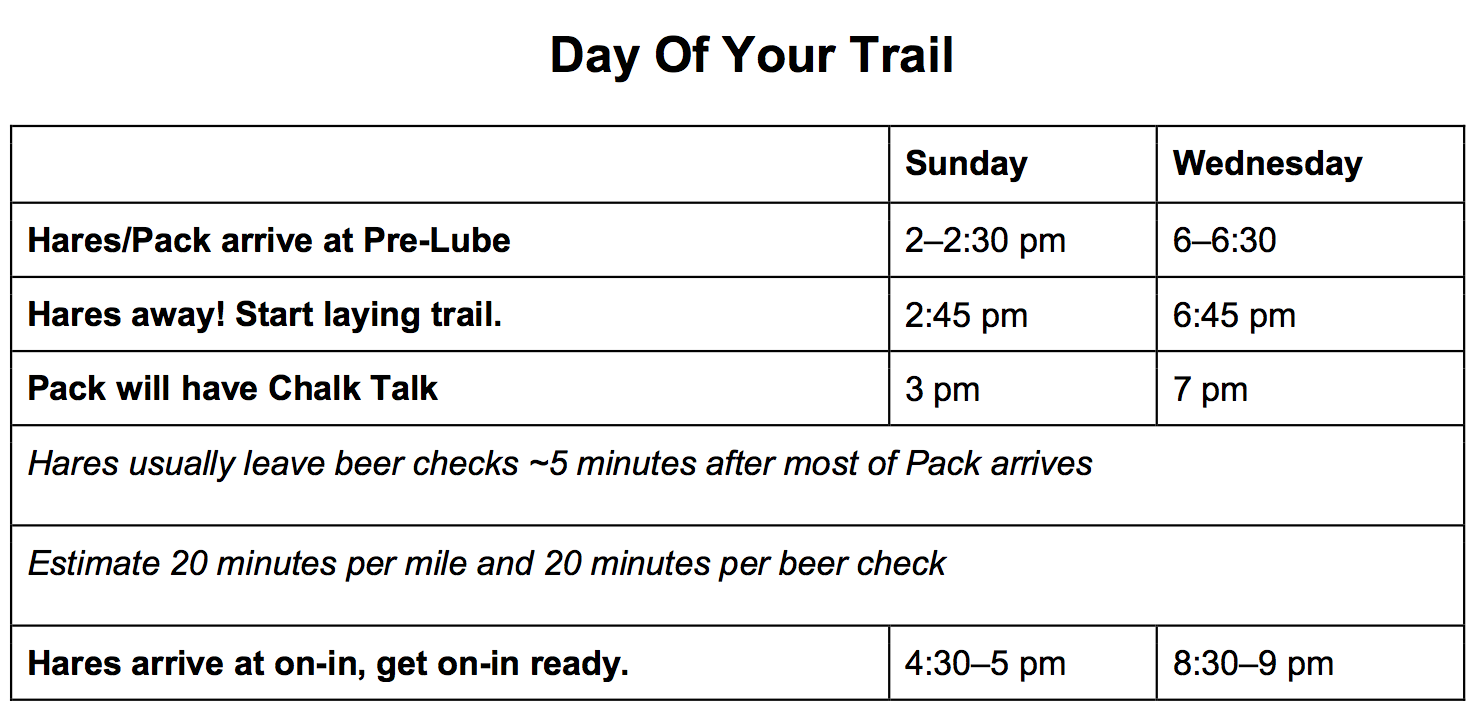 Day Of Your Trail
Sunday Wednesday
Hares/Pack arrive at Pre-Lube 2–2:30 pm 6–6:30
Hares away! Start laying trail. 2:45 pm 6:45 pm
Pack will have Chalk Talk 3 pm 7 pm
Hares usually leave beer checks ~5 minutes after most of Pack arrives
Estimate 20 minutes per mile and 20 minutes per beer check
Hares arrive at on-in, get on-in ready. 4:30–5 pm 8:30–9 pm